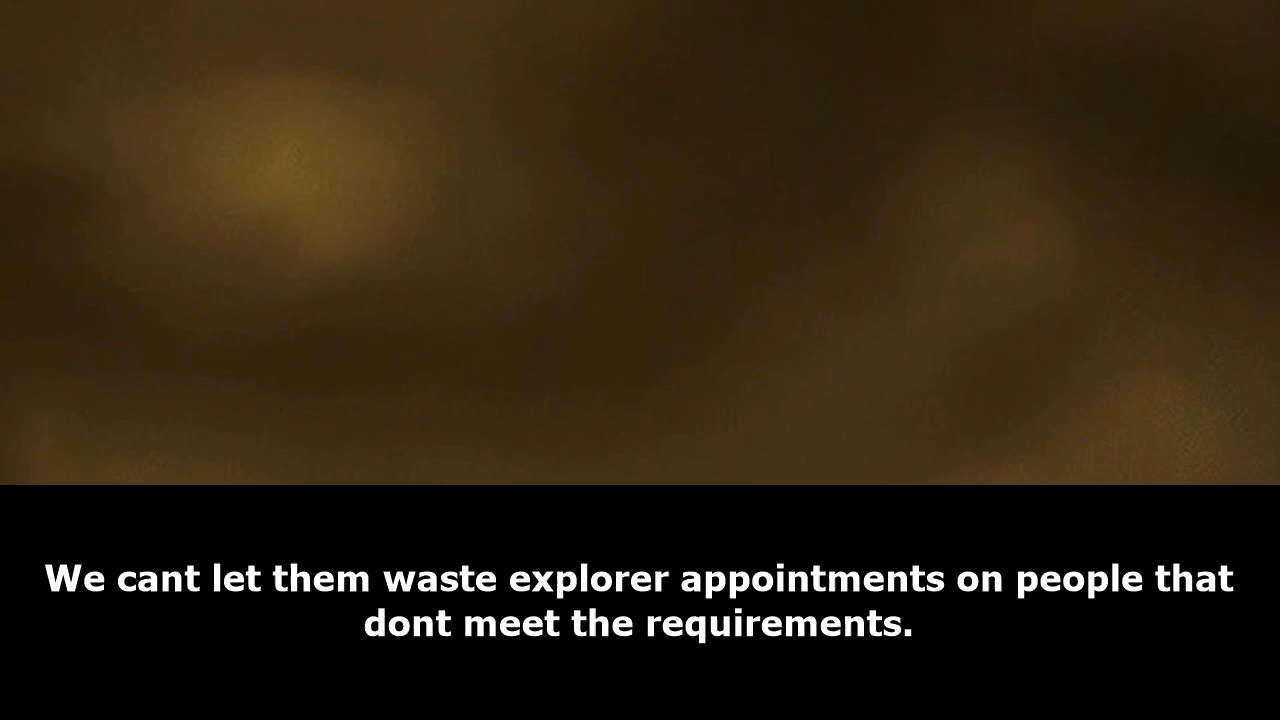 We cant let them waste explorer appointments on people that
dont meet the requirements.